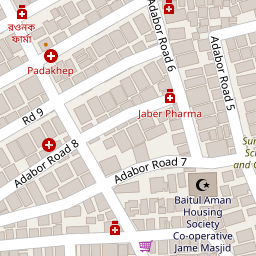 রওনক
ফার্মা
Padakhep
Adabor Road 6
Adabor Road 5
Rd 9
Jaber Pharma
Adabor Road 8
Adabor Road 7
Baitul Aman
Housing
Society
Co-operative
Jame Masjid